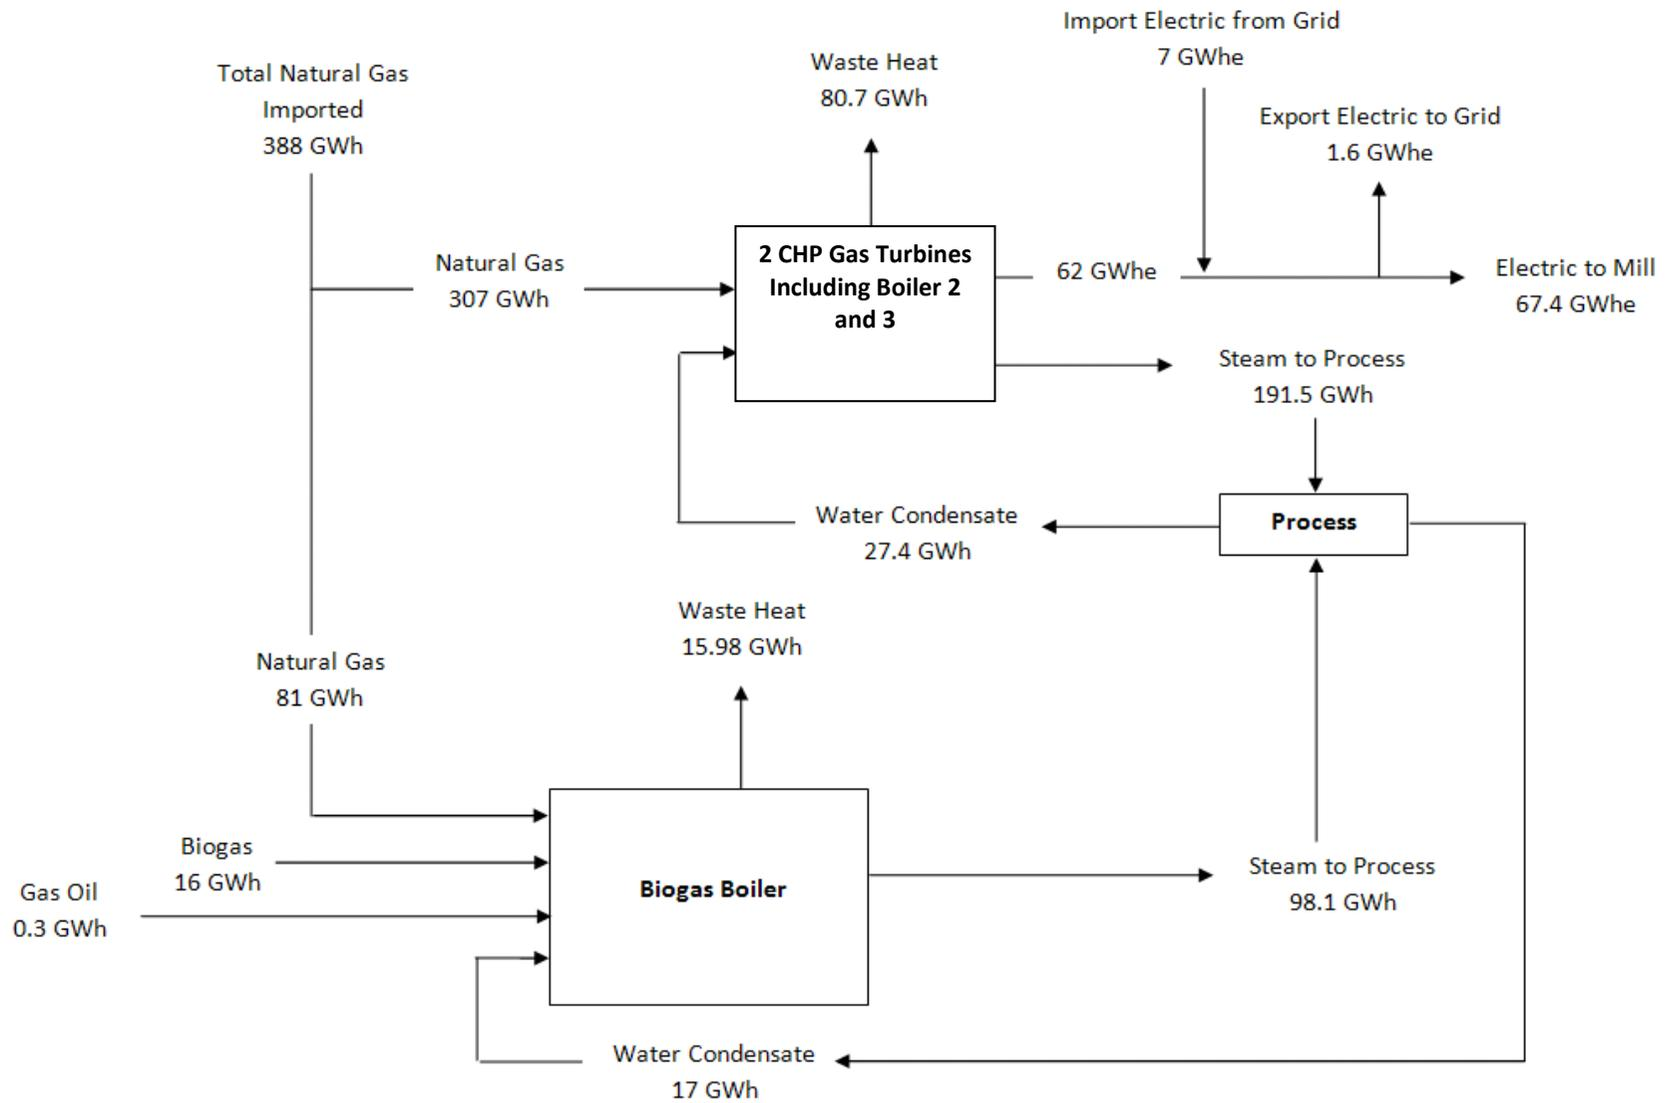 Import Electric from Grid
7 GWhe
Waste Heat
80.7 GWh
Total Natural Gas
Imported
388 GWh
Export Electric to Grid
1.6 GWhe
2 CHP Gas Turbines
Including Boiler 2
and 3
Natural Gas
307 GWh
62 GWhe
Electric to Mill
67.4 GWhe
Steam to Process
191.5 GWh
Water Condensate
27.4 GWh
Process
Waste Heat
15.98 GWh
Natural Gas
81 GWh
Biogas
16 GWh
Gas Oil
0.3 GWh
Biogas Boiler
Steam to Process
98.1 GWh
Water Condensate
17 GWh